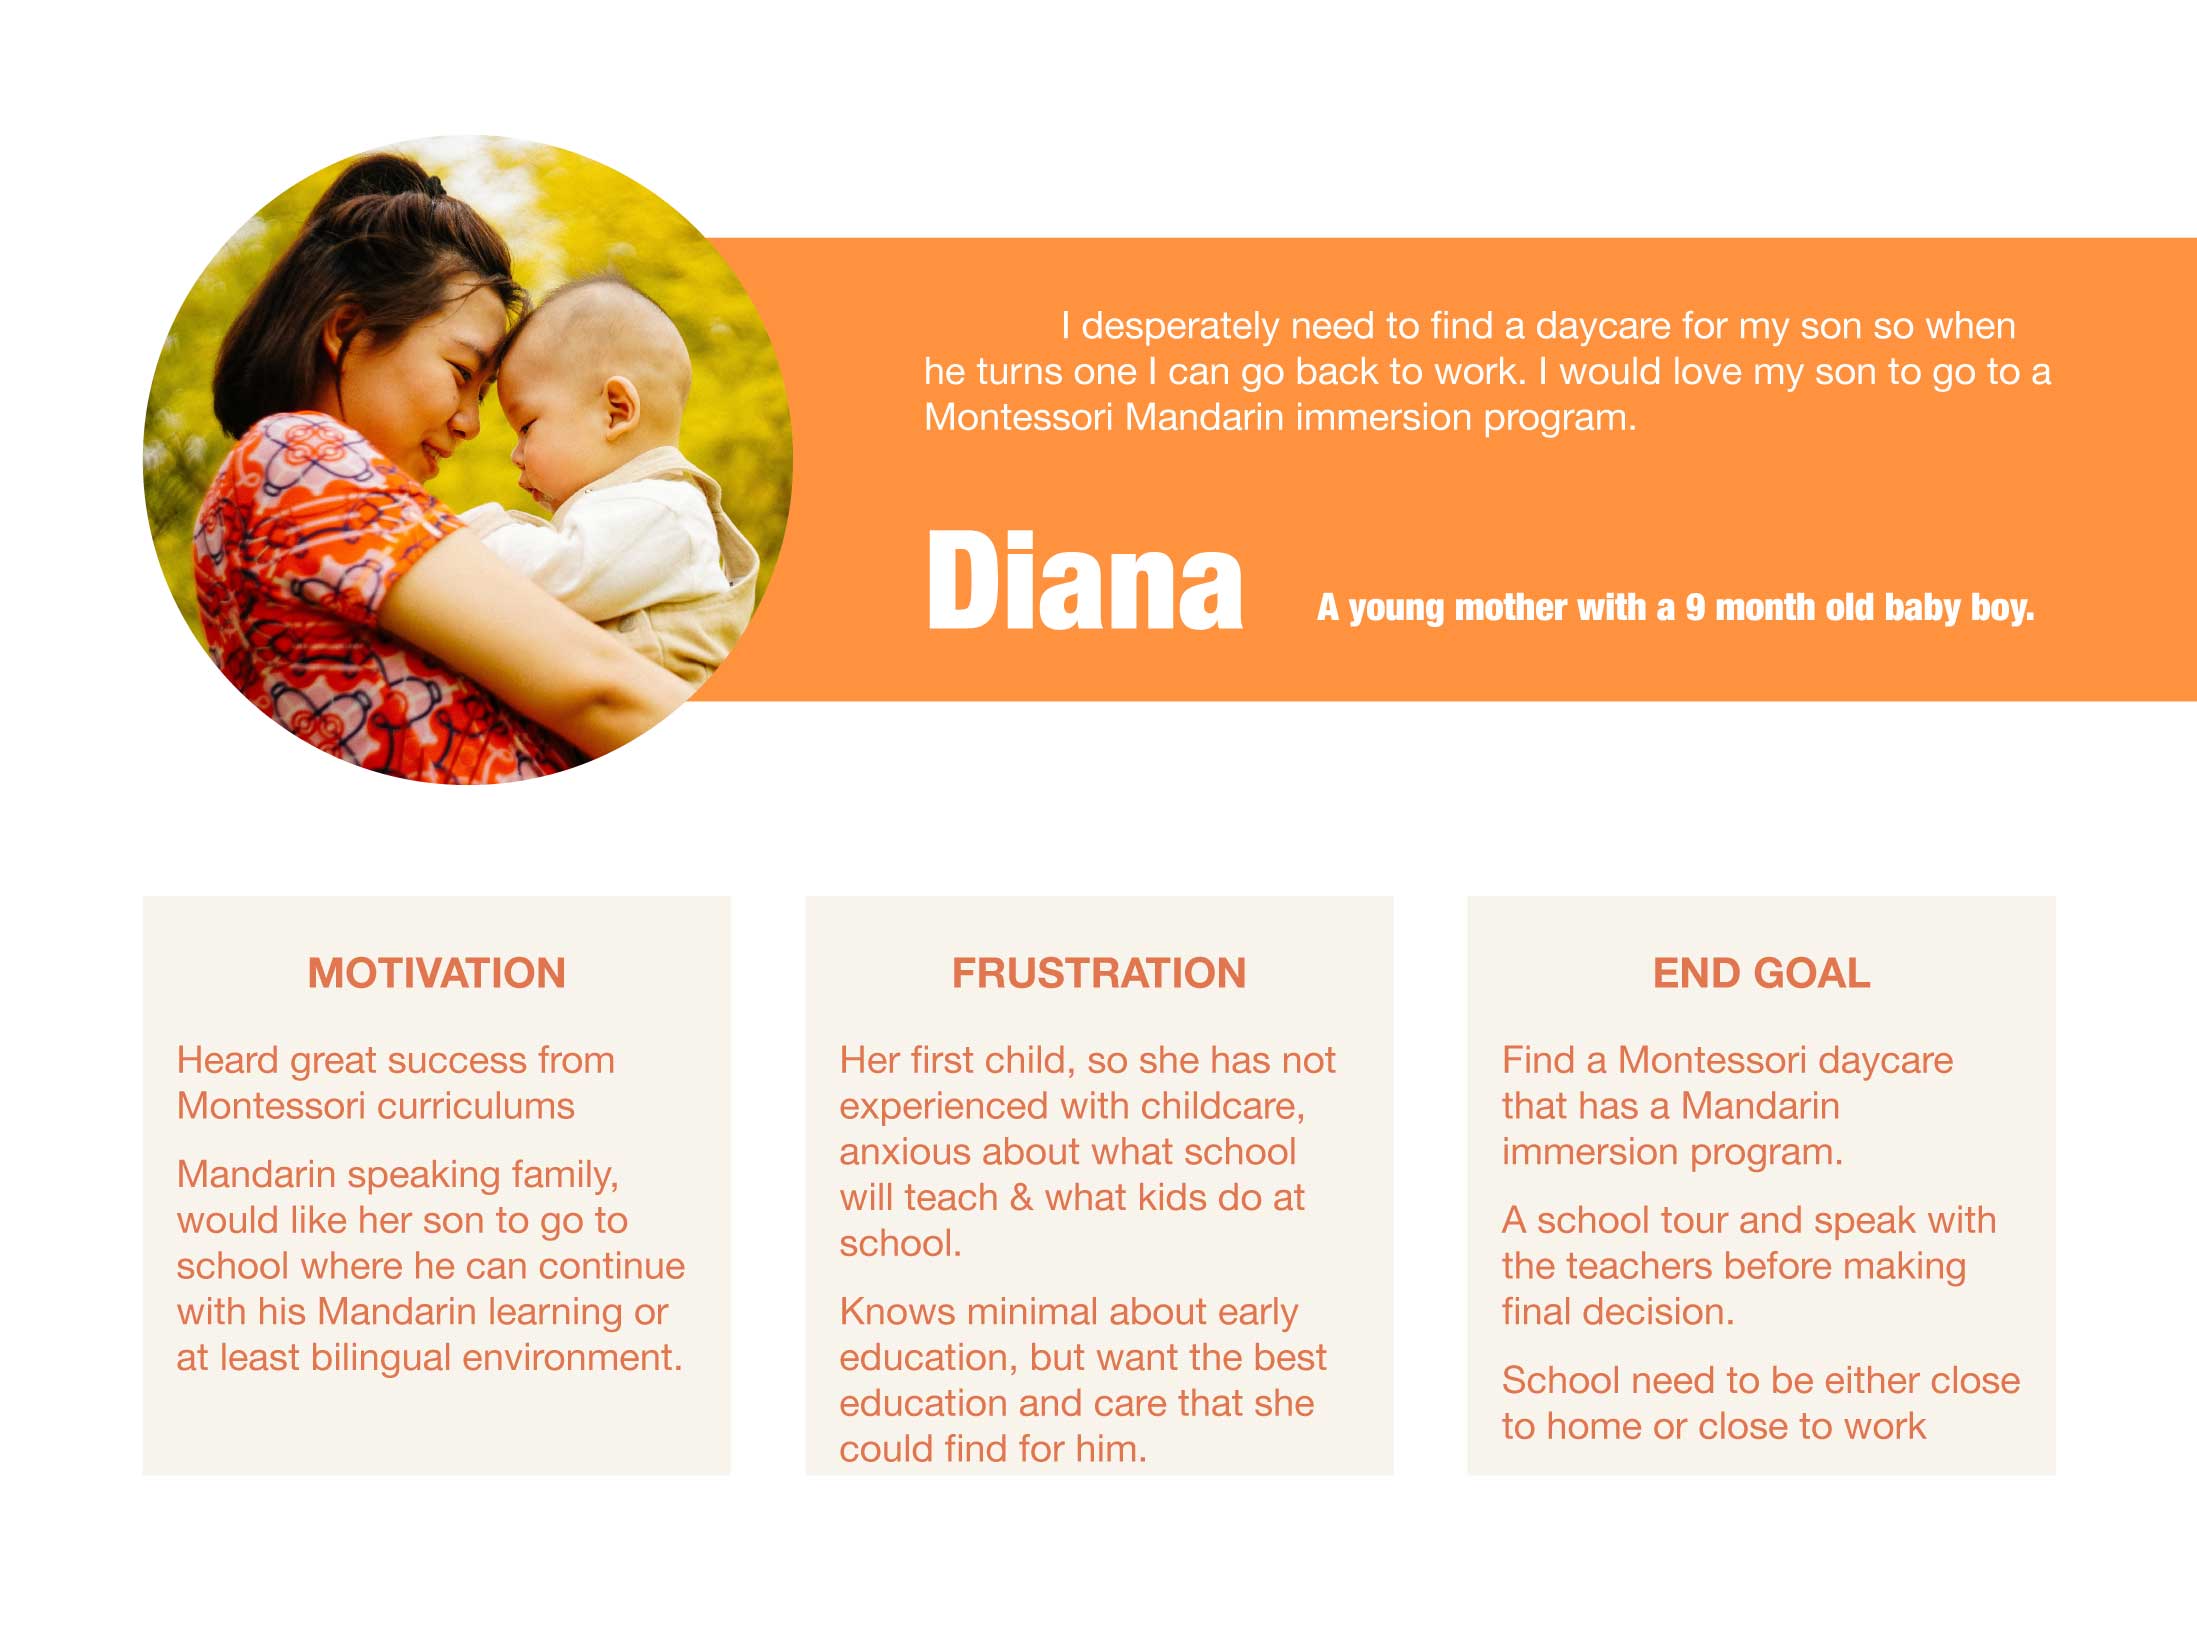 I desperately need to find a daycare for my son so when
he turns one I can go back to work. I would love my son to go to a
Montessori Mandarin immersion program.
Diana
A young mother with a 9 month old baby boy.
MOTIVATION
Heard great success from
Montessori curriculums
Mandarin speaking family,
would like her son to go to
school where he can continue
with his Mandarin learning or
at least bilingual environment.
FRUSTRATION
Her first child, so she has not
experienced with childcare,
anxious about what school
will teach & what kids do at
school.
Knows minimal about early
education, but want the best
education and care that she
could find for him.
END GOAL
Find a Montessori daycare
that has a Mandarin
immersion program.
A school tour and speak with
the teachers before making
final decision.
School need to be either close
to home or close to work